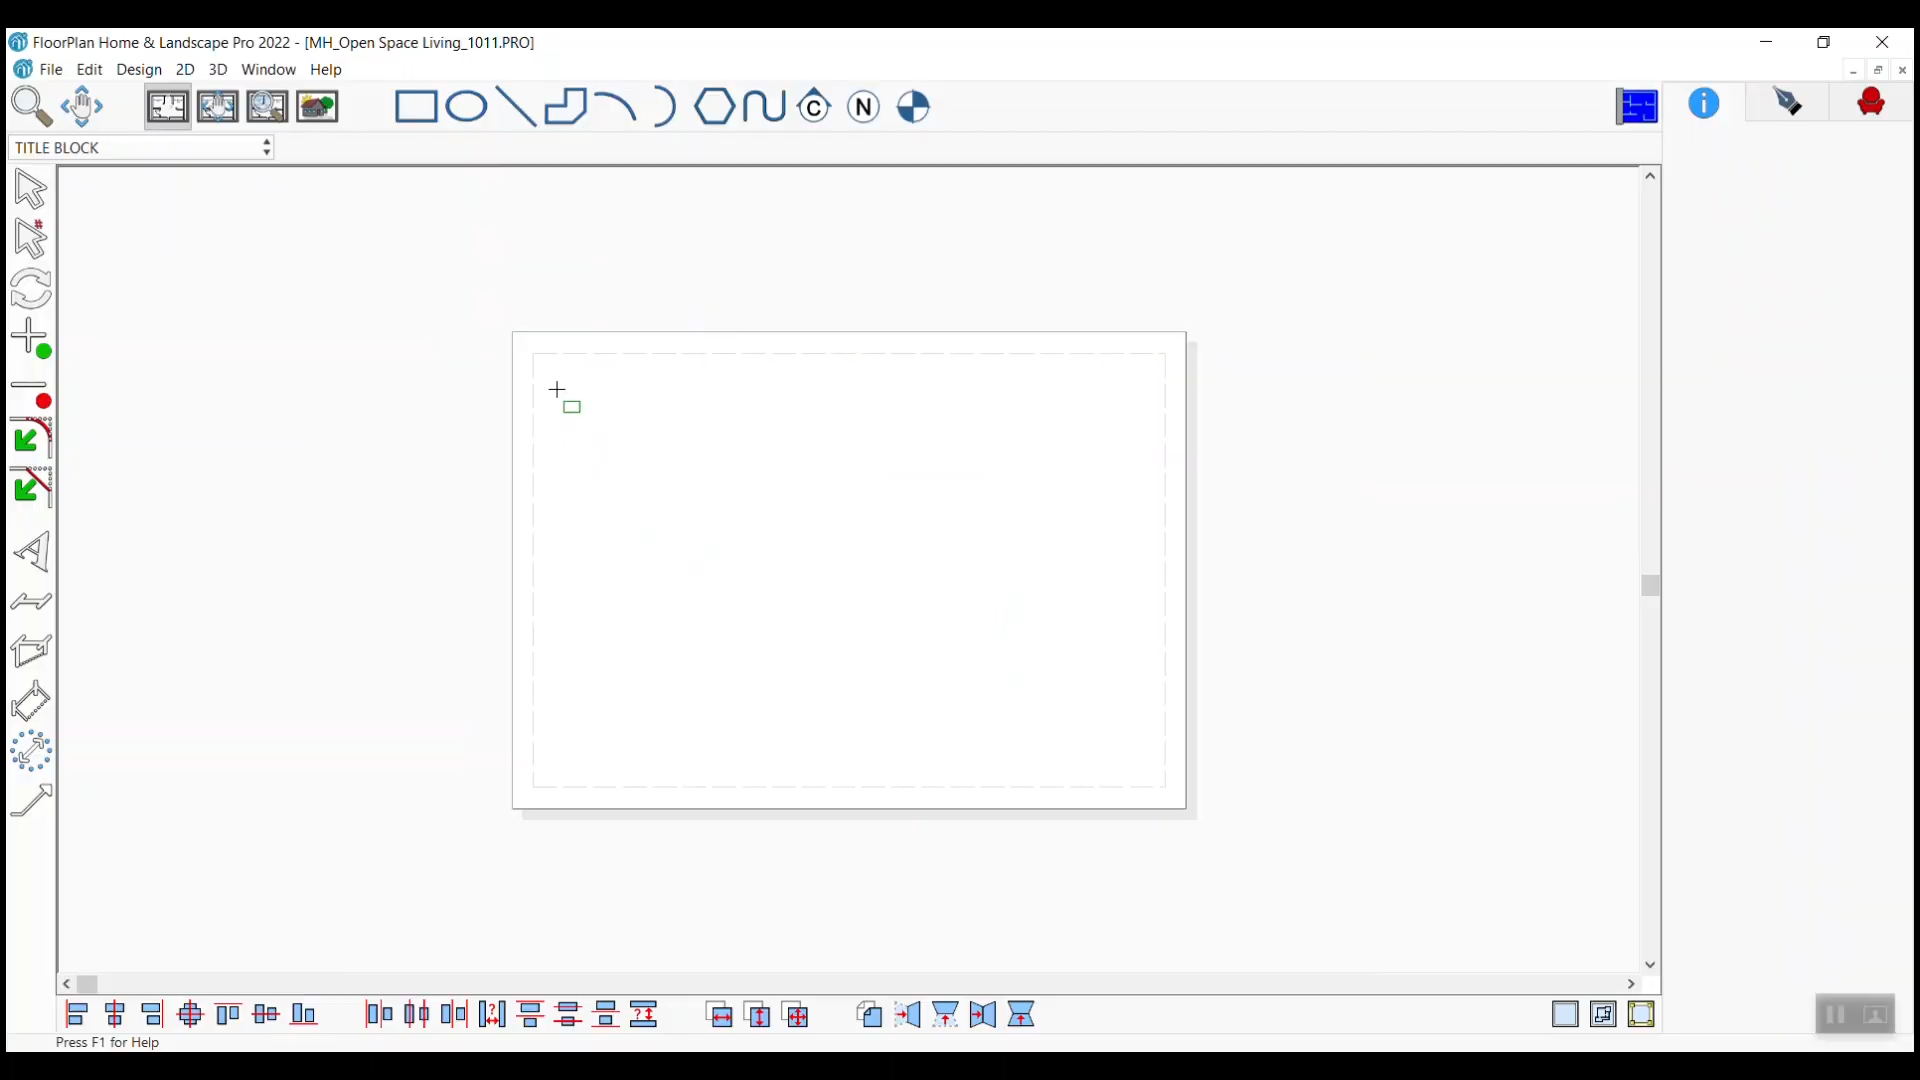 FloorPlan Home & Landscape Pro 2022 - [MH_Open Space Living_1011.PRO]
File Edit Design 2D 3D Window Help
C N
TITLE BLOCK
#
A
? ?
Press F1 for Help